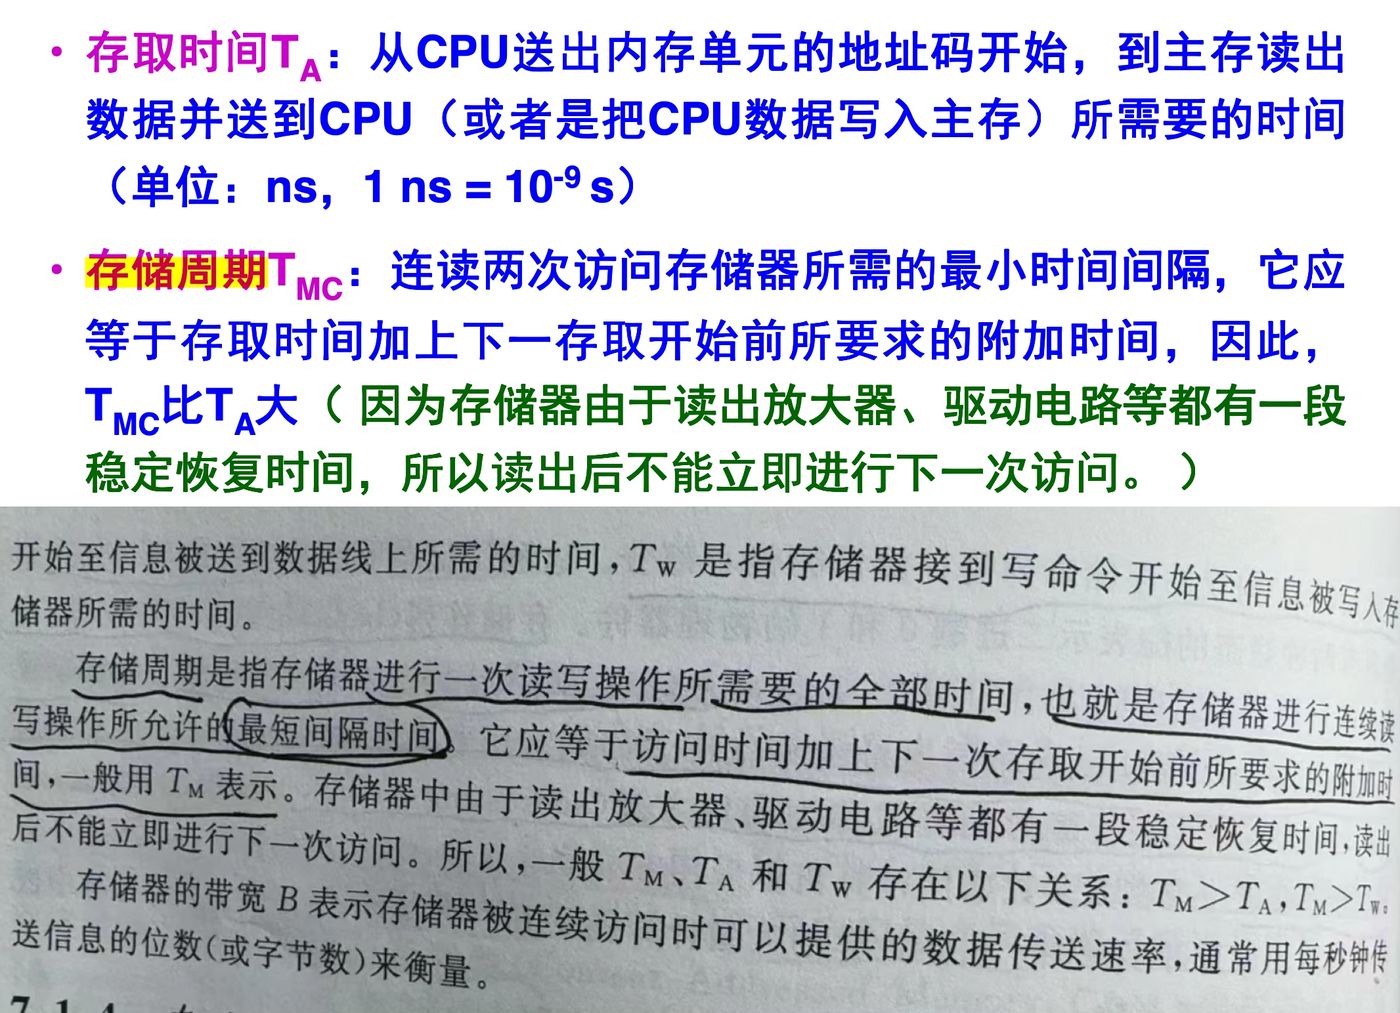 • 存取时间TA：从CPU送出内存单元的地址码开始，到主存读出
数据并送到CPU（或者是把CPU数据写入主存）所需要的时间
（单位：ns，1 ns = 10-9 s）
• 存储周期TMC：连读两次访问存储器所需的最小时间间隔，它应
等于存取时间加上下一存取开始前所要求的附加时间，因此，
TMC比TA大（ 因为存储器由于读出放大器、驱动电路等都有一段
稳定恢复时间，所以读出后不能立即进行下一次访问。 ）
开始至信息被送到数据线上所需的时间，TW 是指存储器接到写命令开始至信息被写入存
储器所需的时间。
存储周期是指存储器进行一次读写操作所需要的全部时间，也就是存储器进行连续读
写操作所允许的最短间隔时间。它应等于访问时间加上下一次存取开始前所要求的附加时
间，一般用 TM 表示。存储器中由于读出放大器、驱动电路等都有一段稳定恢复时间，读出
后不能立即进行下一次访问。所以，一般 TM、TA 和 TW 存在以下关系：TM＞TA，TM＞TW。
存储器的带宽 B 表示存储器被连续访问时可以提供的数据传送速率，通常用每秒钟传
送信息的位数（或字节数）来衡量。
7.1.4